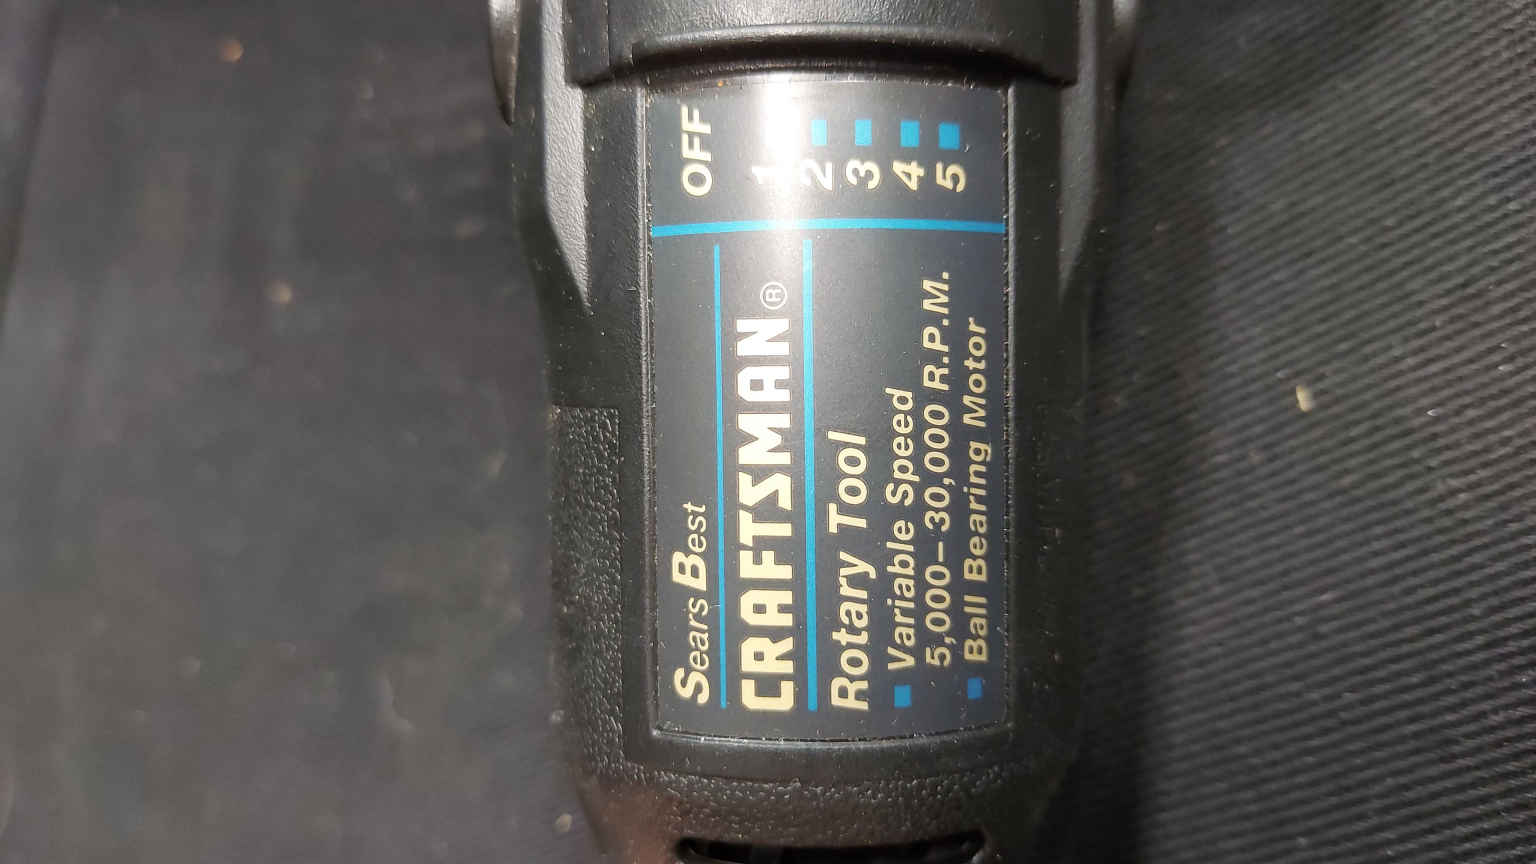 Sears Best
CRAFTSMAN®
Rotary Tool
Variable Speed
5,000–30,000 R.P.M.
Ball Bearing Motor
OFF
1
2
3
4
5